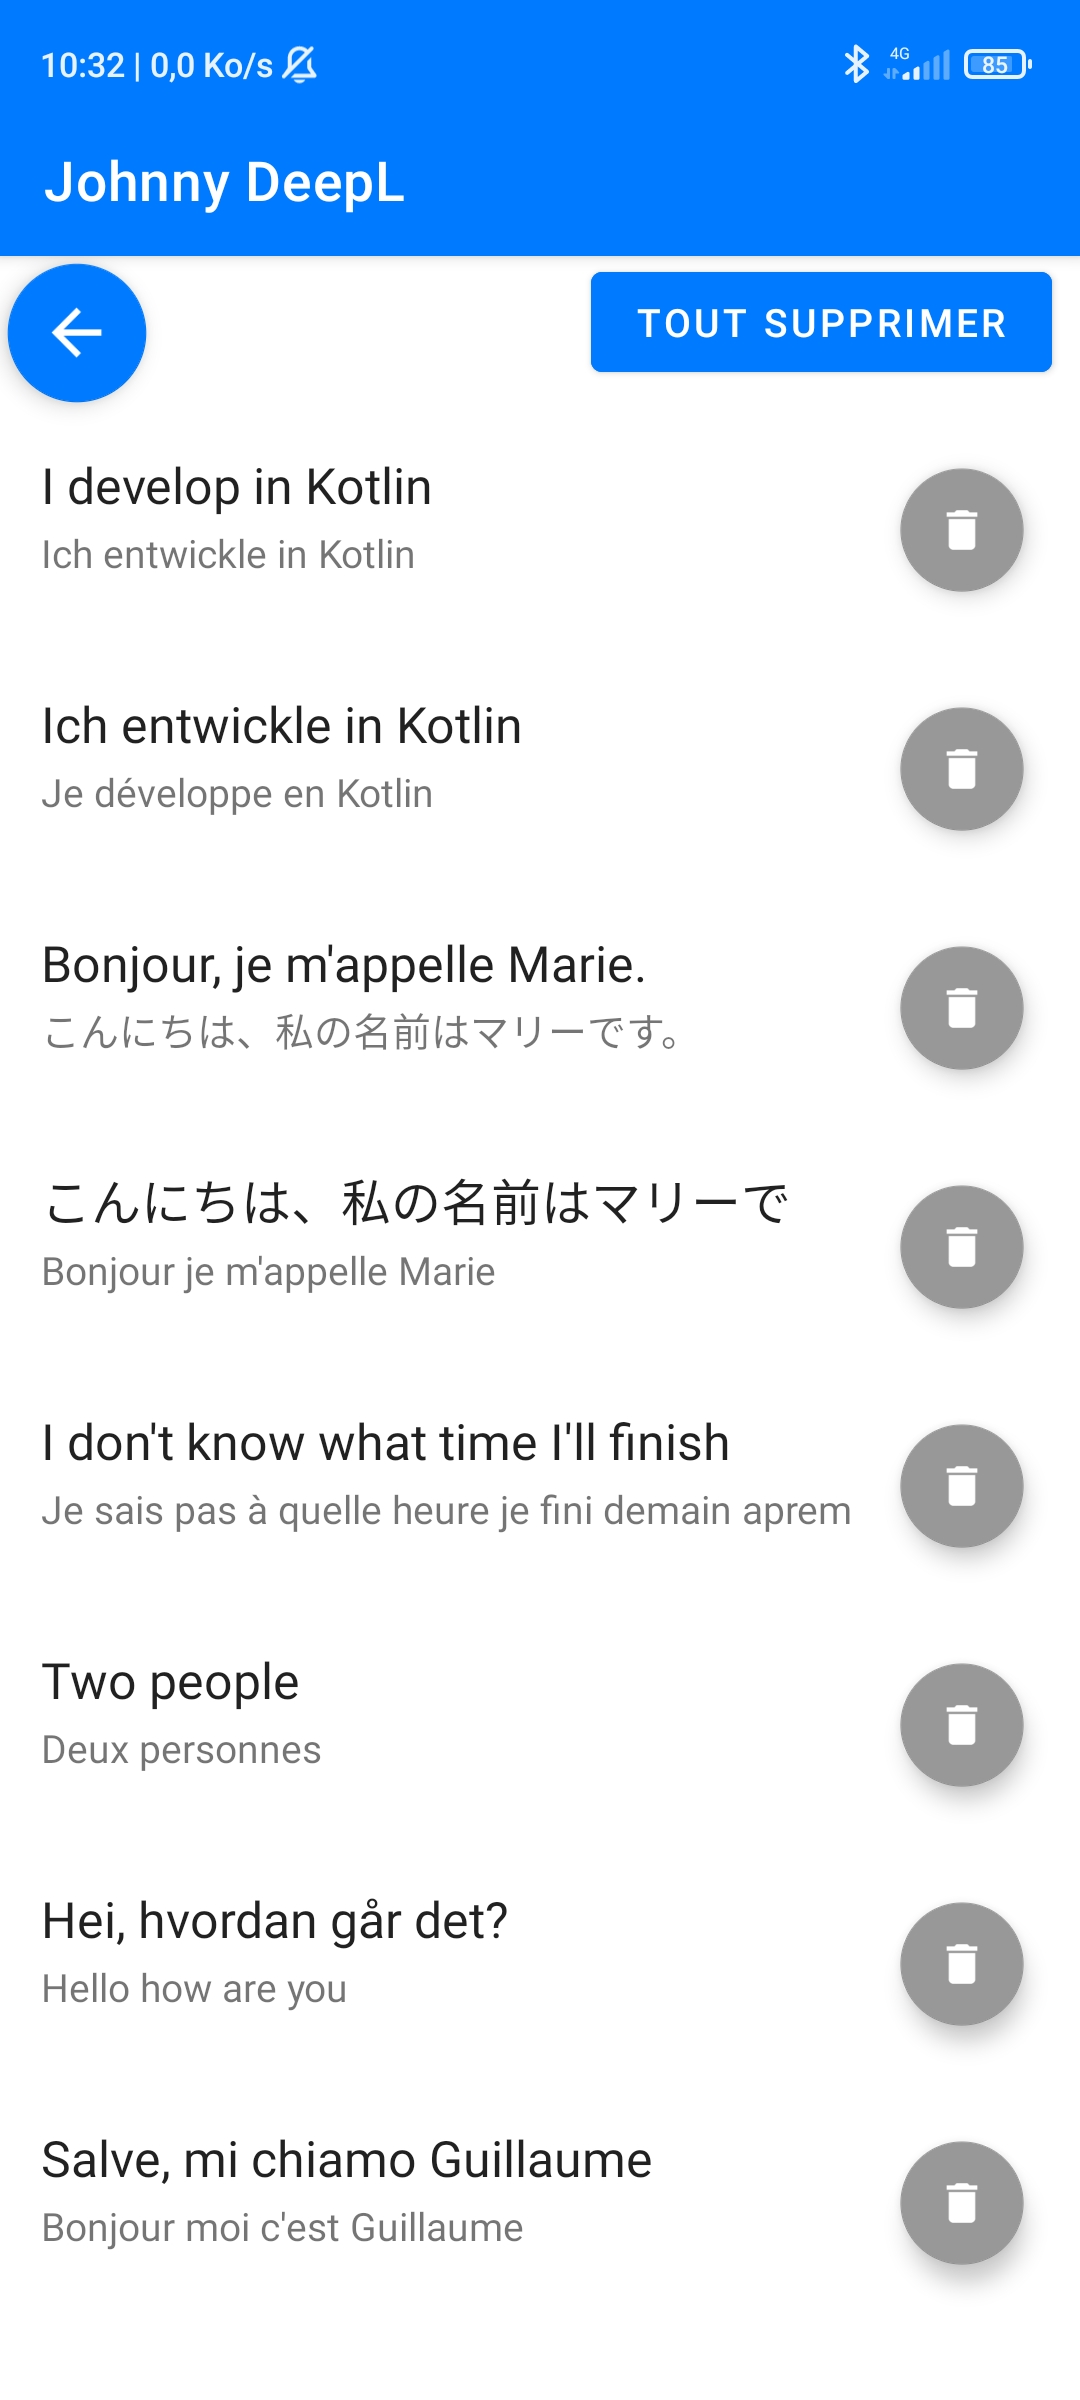 10:32 | 0,0 Ko/s
4G
85
Johnny DeepL
TOUT SUPPRIMER
I develop in Kotlin
Ich entwickle in Kotlin
Ich entwickle in Kotlin
Je développe en Kotlin
Bonjour, je m'appelle Marie.
こんにちは、私の名前はマリーです。
こんにちは、私の名前はマリーで
Bonjour je m'appelle Marie
I don't know what time I'll finish
Je sais pas à quelle heure je fini demain aprem
Two people
Deux personnes
Hei, hvordan går det?
Hello how are you
Salve, mi chiamo Guillaume
Bonjour moi c'est Guillaume